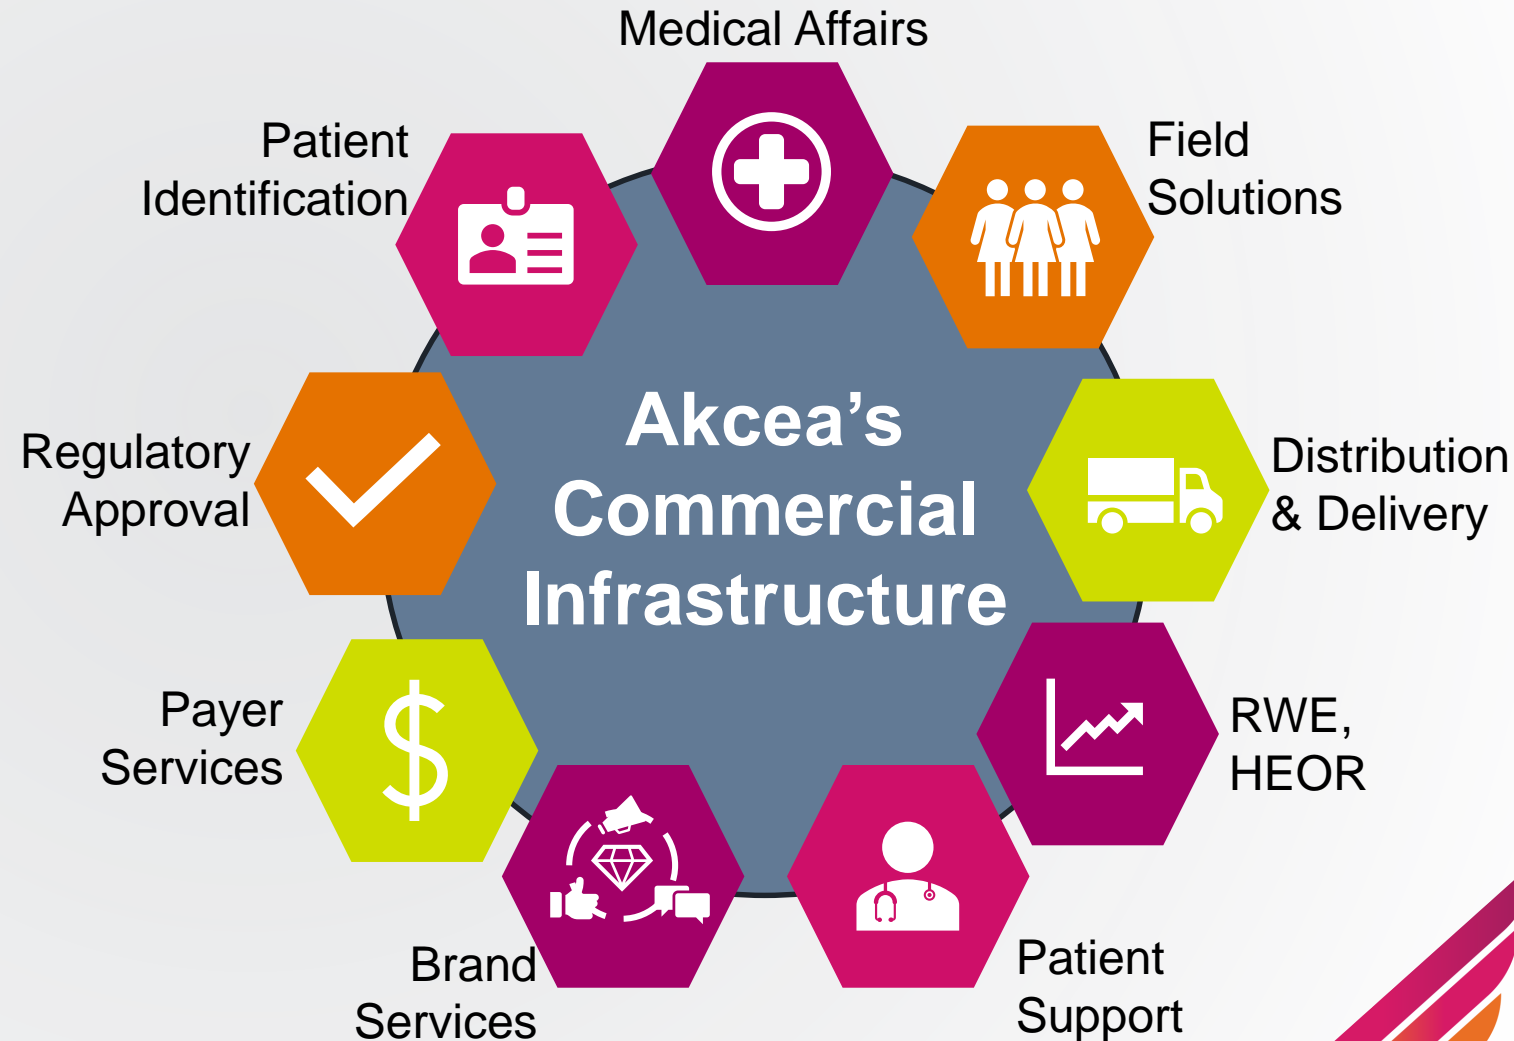 Medical Affairs
Patient
Identification
Field
Solutions
Regulatory
Approval
Akcea’s
Commercial
Infrastructure
Distribution
& Delivery
Payer
Services
RWE,
HEOR
Brand
Services
Patient
Support